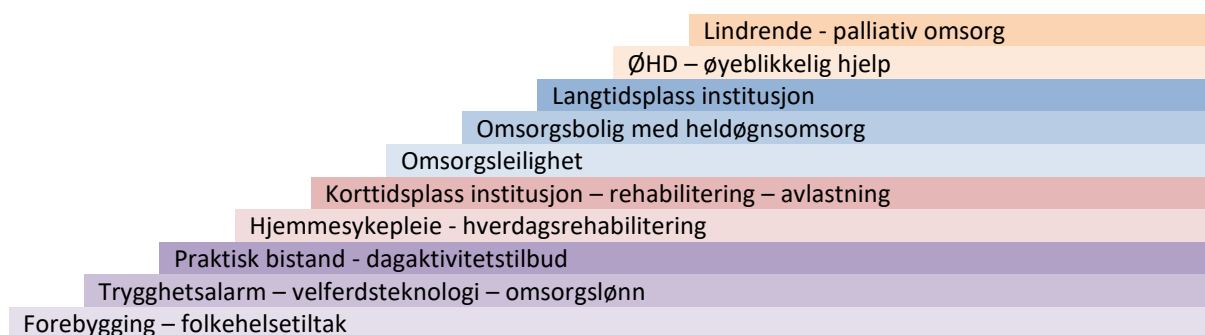 Lindrende - palliativ omsorg
ØHD – øyeblikkelig hjelp
Langtidsplass institusjon
Omsorgsbolig med heldøgnsomsorg
Omsorgsleilighet
Korttidsplass institusjon – rehabilitering – avlastning
Hjemmesykepleie - hverdagsrehabilitering
Praktisk bistand - dagaktivitetstilbud
Trygghetsalarm – velferdsteknologi – omsorgslønn
Forebygging – folkehelsetiltak